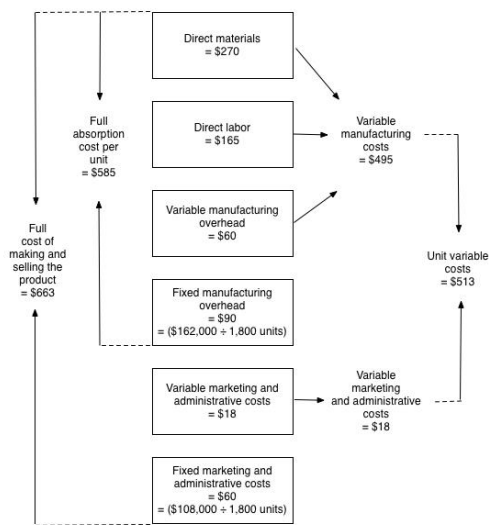 Direct materials
= $270
Full
absorption
cost per
unit
= $585
Direct labor
= $165
Variable
manufacturing
costs
= $495
Variable manufacturing
overhead
= $60
Full
cost of
making and
selling the
product
= $663
Unit variable
costs
= $513
Fixed manufacturing
overhead
= $90
= ($162,000 ÷ 1,800 units)
Variable marketing and
administrative costs
= $18
Variable
marketing
and administrative
costs
= $18
Fixed marketing and
administrative costs
= $60
= ($108,000 ÷ 1,800 units)